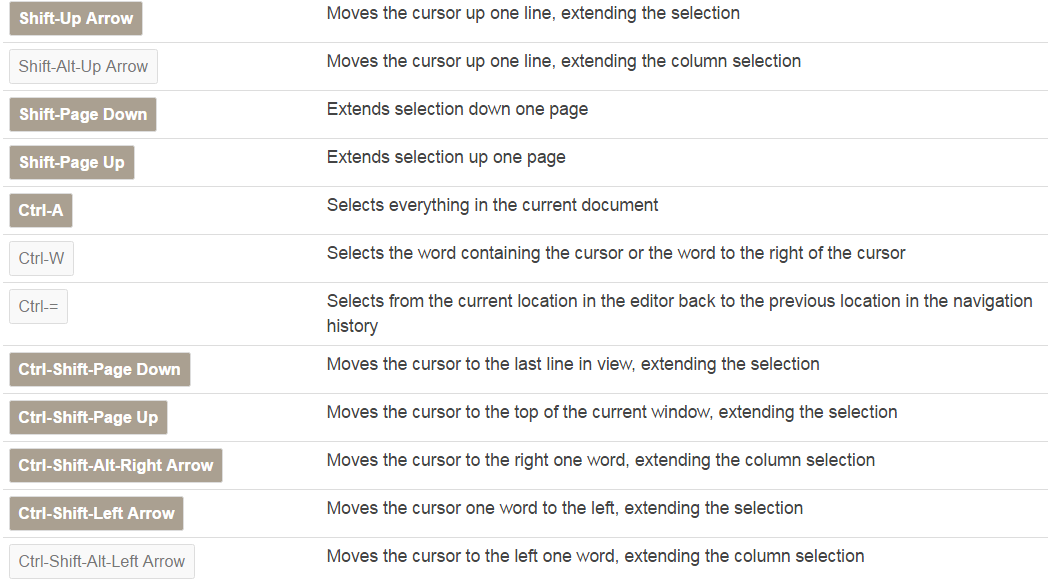 Shift-Up Arrow Moves the cursor up one line, extending the selection
Shift-Alt-Up Arrow Moves the cursor up one line, extending the column selection
Shift-Page Down Extends selection down one page
Shift-Page Up Extends selection up one page
Ctrl-A Selects everything in the current document
Ctrl-W Selects the word containing the cursor or the word to the right of the cursor
Ctrl-= Selects from the current location in the editor back to the previous location in the navigation
history
Ctrl-Shift-Page Down Moves the cursor to the last line in view, extending the selection
Ctrl-Shift-Page Up Moves the cursor to the top of the current window, extending the selection
Ctrl-Shift-Alt-Right Arrow Moves the cursor to the right one word, extending the column selection
Ctrl-Shift-Left Arrow Moves the cursor one word to the left, extending the selection
Ctrl-Shift-Alt-Left Arrow Moves the cursor to the left one word, extending the column selection